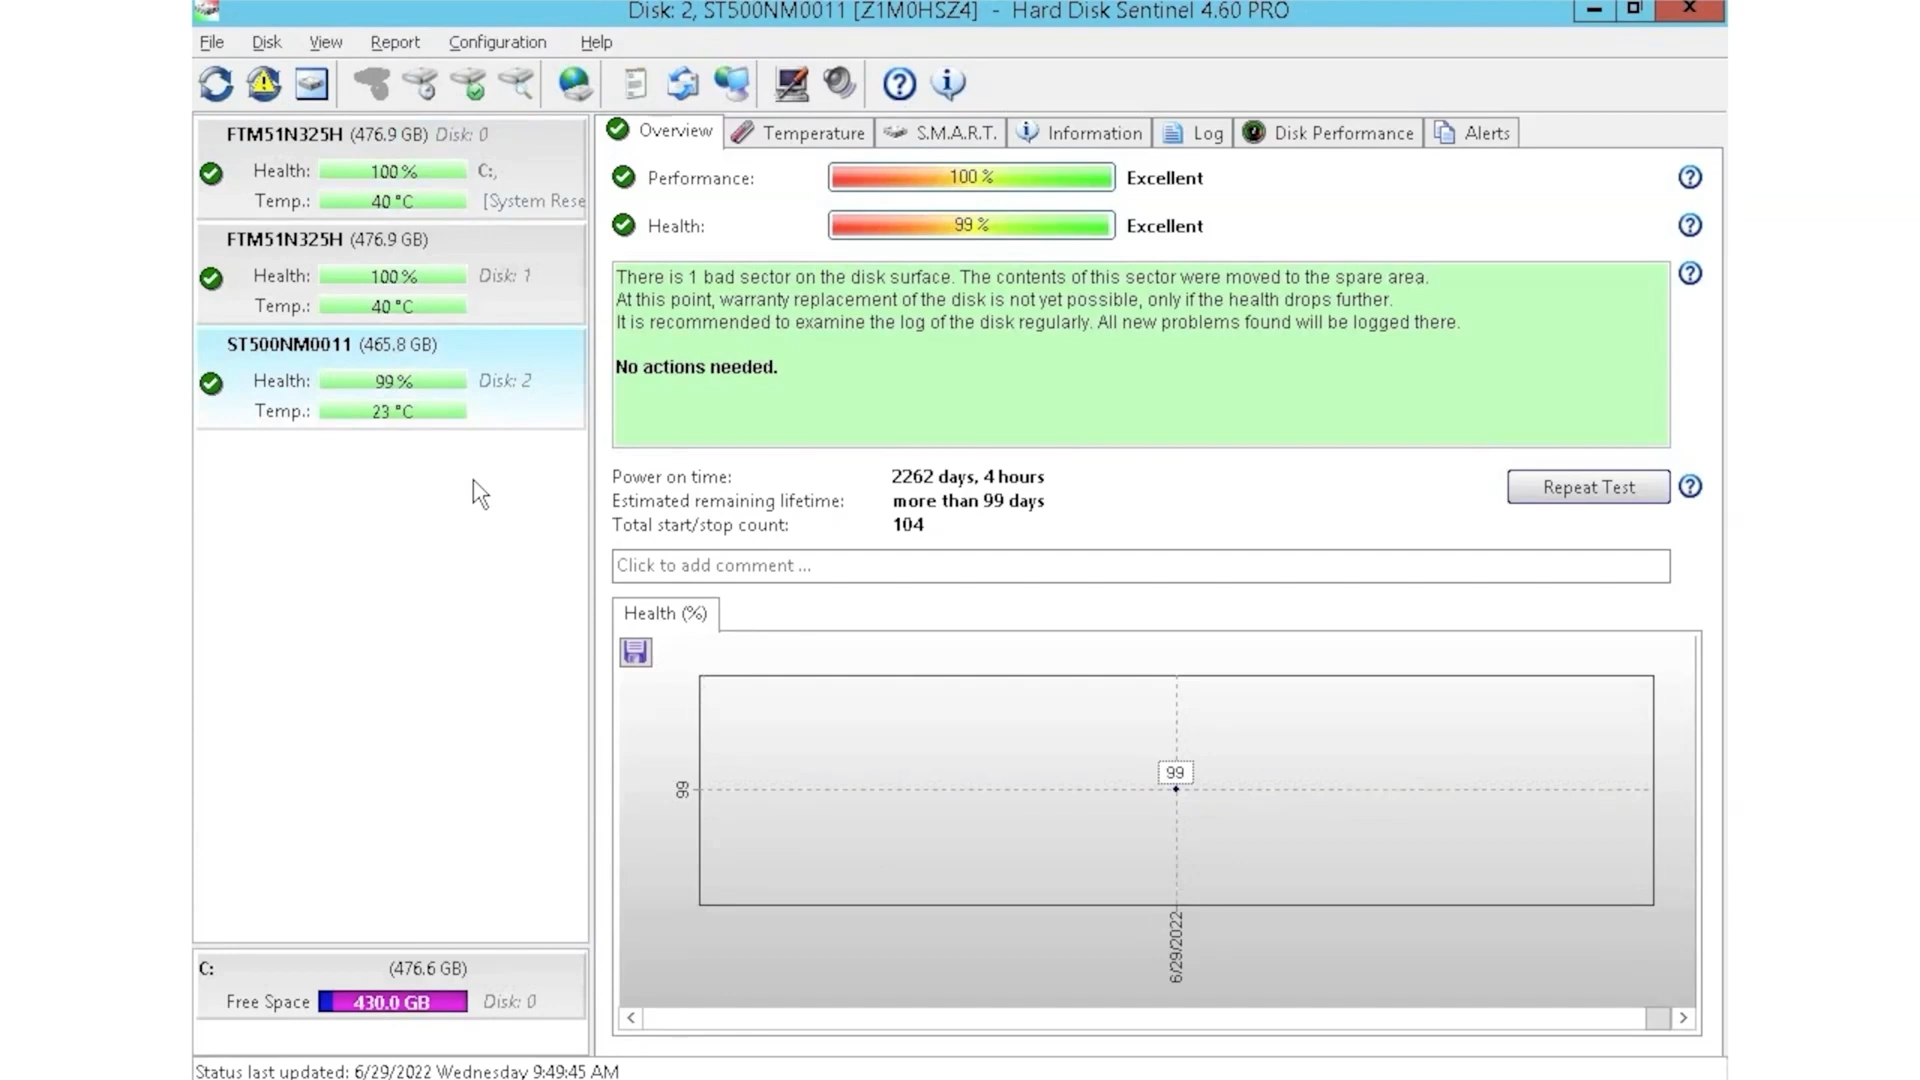 Disk: 2, ST500NM0011 [Z1M0HSZ4] - Hard Disk Sentinel 4.60 PRO
File Disk View Report Configuration Help
FTM51N325H (476.9 GB) Disk: 0
Health: 100 % C:,
Temp.: 40 °C [System Rese
FTM51N325H (476.9 GB)
Health: 100 % Disk: 1
Temp.: 40 °C
ST500NM0011 (465.8 GB)
Health: 99 % Disk: 2
Temp.: 23 °C
C: (476.6 GB)
Free Space 430.0 GB Disk: 0
Overview Temperature S.M.A.R.T. Information Log Disk Performance Alerts
Performance: 100 % Excellent
Health: 99 % Excellent
There is 1 bad sector on the disk surface. The contents of this sector were moved to the spare area.
At this point, warranty replacement of the disk is not yet possible, only if the health drops further.
It is recommended to examine the log of the disk regularly. All new problems found will be logged there.
No actions needed.
Power on time: 2262 days, 4 hours
Estimated remaining lifetime: more than 99 days
Total start/stop count: 104
Repeat Test
Click to add comment ...
Health (%)
99
99
6/29/2022
Status last updated: 6/29/2022 Wednesday 9:49:45 AM